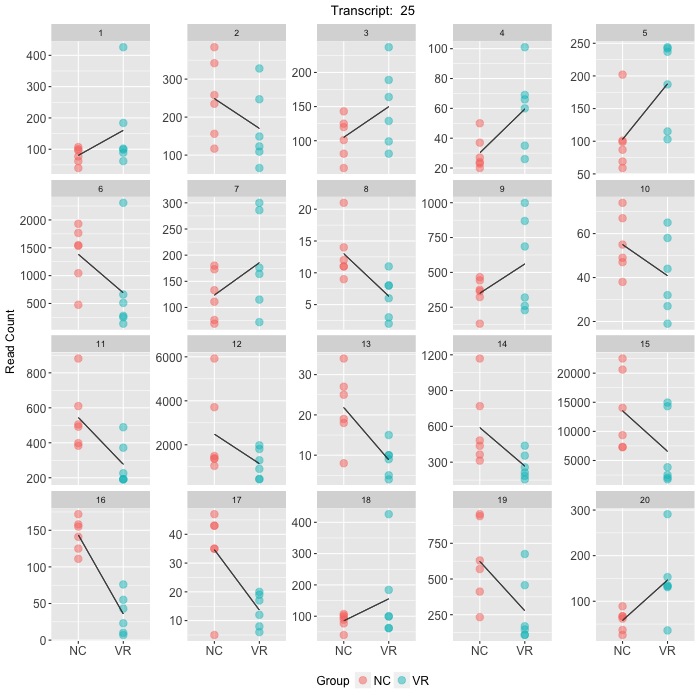 Transcript: 25
1 2 3 4 5
400 300 200 100
300 200 100
200 150 100
100 80 60 40 20
250 200 150 100 50
6 7 8 9 10
2000 1500 1000 500
300 250 200 150 100
20 15 10 5
1000 750 500 250
60 40 20
Read Count
11 12 13 14 15
800 600 400 200
6000 4000 2000
30 20 10
1200 900 600 300
20000 15000 10000 5000
16 17 18 19 20
150 100 50 0
40 30 20 10
400 300 200 100
750 500 250
300 200 100
NC VR NC VR NC VR NC VR NC VR
Group NC VR